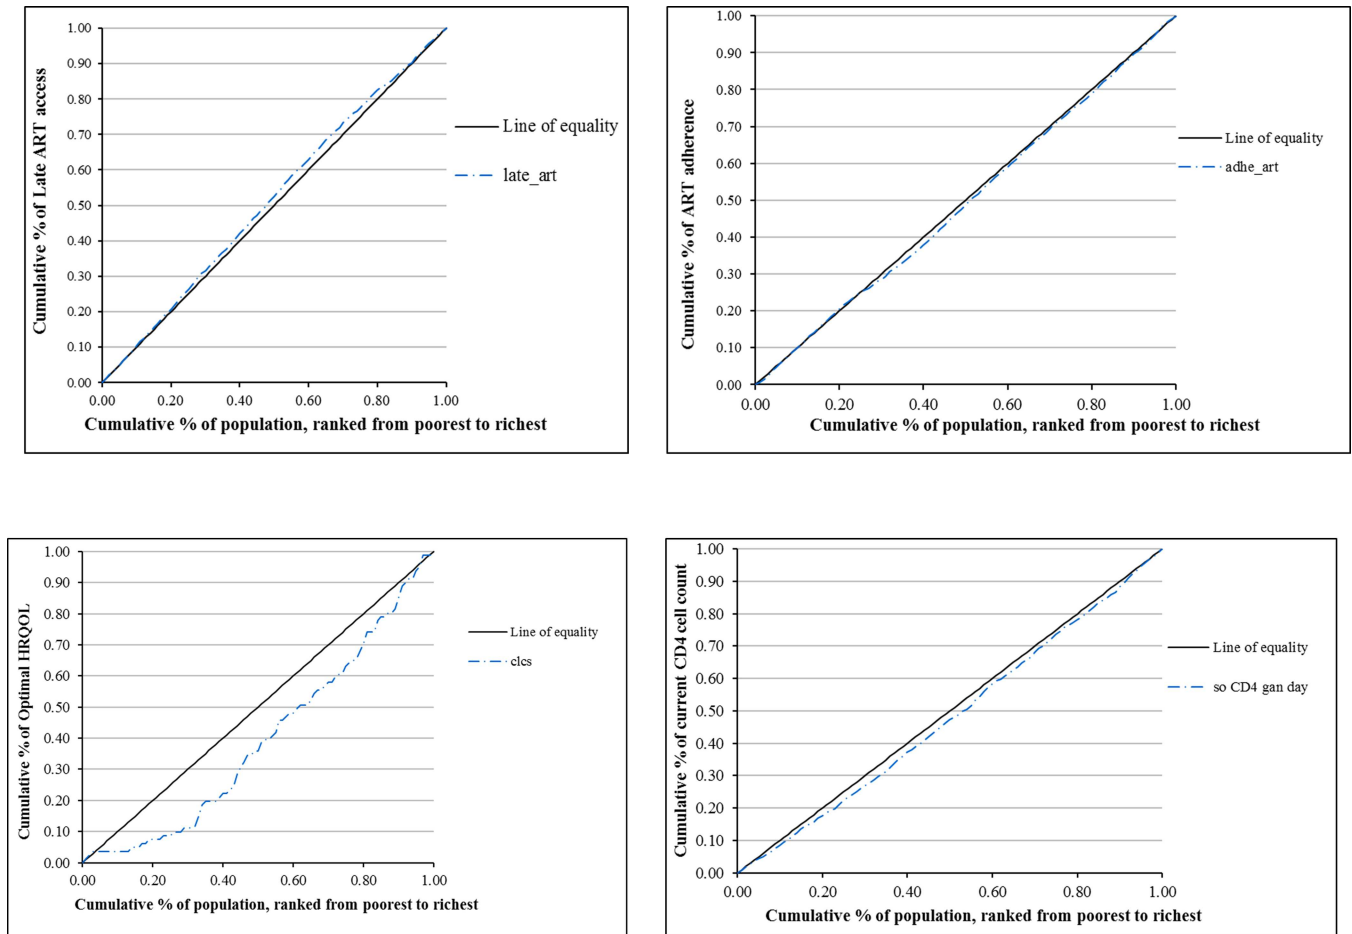 Cumulative % of Late ART access
1.00
0.90
0.80
0.70
0.60
0.50
0.40
0.30
0.20
0.10
0.00
0.00 0.20 0.40 0.60 0.80 1.00
Cumulative % of population, ranked from poorest to richest
Line of equality
late_art
Cumulative % of ART adherence
1.00
0.90
0.80
0.70
0.60
0.50
0.40
0.30
0.20
0.10
0.00
0.00 0.20 0.40 0.60 0.80 1.00
Cumulative % of population, ranked from poorest to richest
Line of equality
adhe_art
Cumulative % of Optimal HRQOL
1.00
0.90
0.80
0.70
0.60
0.50
0.40
0.30
0.20
0.10
0.00
0.00 0.20 0.40 0.60 0.80 1.00
Cumulative % of population, ranked from poorest to richest
Line of equality
clcs
Cumulative % of current CD4 cell count
1.00
0.90
0.80
0.70
0.60
0.50
0.40
0.30
0.20
0.10
0.00
0.00 0.20 0.40 0.60 0.80 1.00
Cumulative % of population, ranked from poorest to richest
Line of equality
so CD4 gan day